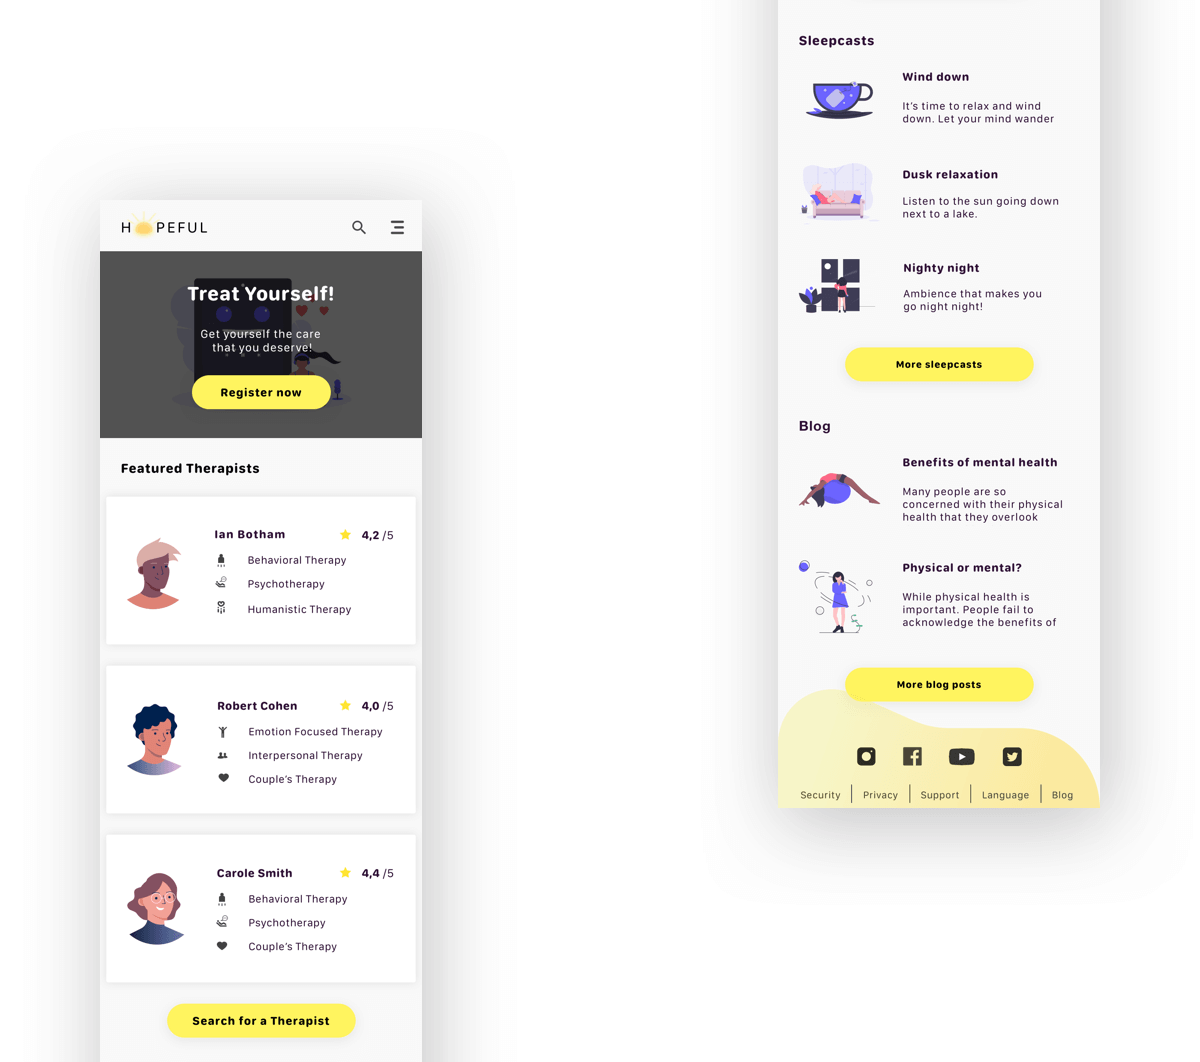 H PEFUL
Treat Yourself!
Get yourself the care
that you deserve!
Register now
Featured Therapists
Ian Botham
4,2 /5
Behavioral Therapy
Psychotherapy
Humanistic Therapy
Robert Cohen
4,0 /5
Emotion Focused Therapy
Interpersonal Therapy
Couple's Therapy
Carole Smith
4,4 /5
Behavioral Therapy
Psychotherapy
Couple's Therapy
Search for a Therapist
Sleepcasts
Wind down
It's time to relax and wind
down. Let your mind wander
Dusk relaxation
Listen to the sun going down
next to a lake.
Nighty night
Ambience that makes you
go night night!
More sleepcasts
Blog
Benefits of mental health
Many people are so
concerned with their physical
health that they overlook
Physical or mental?
While physical health is
important. People fail to
acknowledge the benefits of
More blog posts
Security
Privacy
Support
Language
Blog